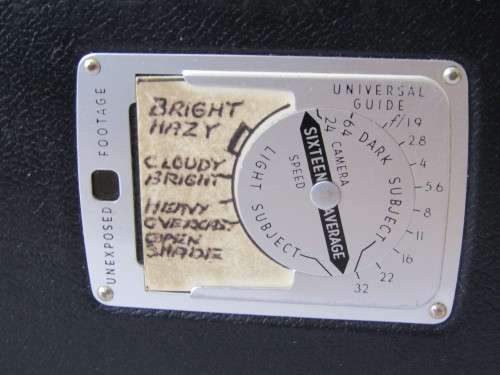 UNEXPOSED FOOTAGE
BRIGHT
HAZY
CLOUDY
BRIGHT
HEAVY
OVERCAST
OPEN
SHADE
UNIVERSAL
GUIDE
f/1.9
2.8
4
5.6
8
11
16
22
32
64
24
CAMERA
SPEED
DARK SUBJECT
LIGHT SUBJECT
SIXTEEN AVERAGE